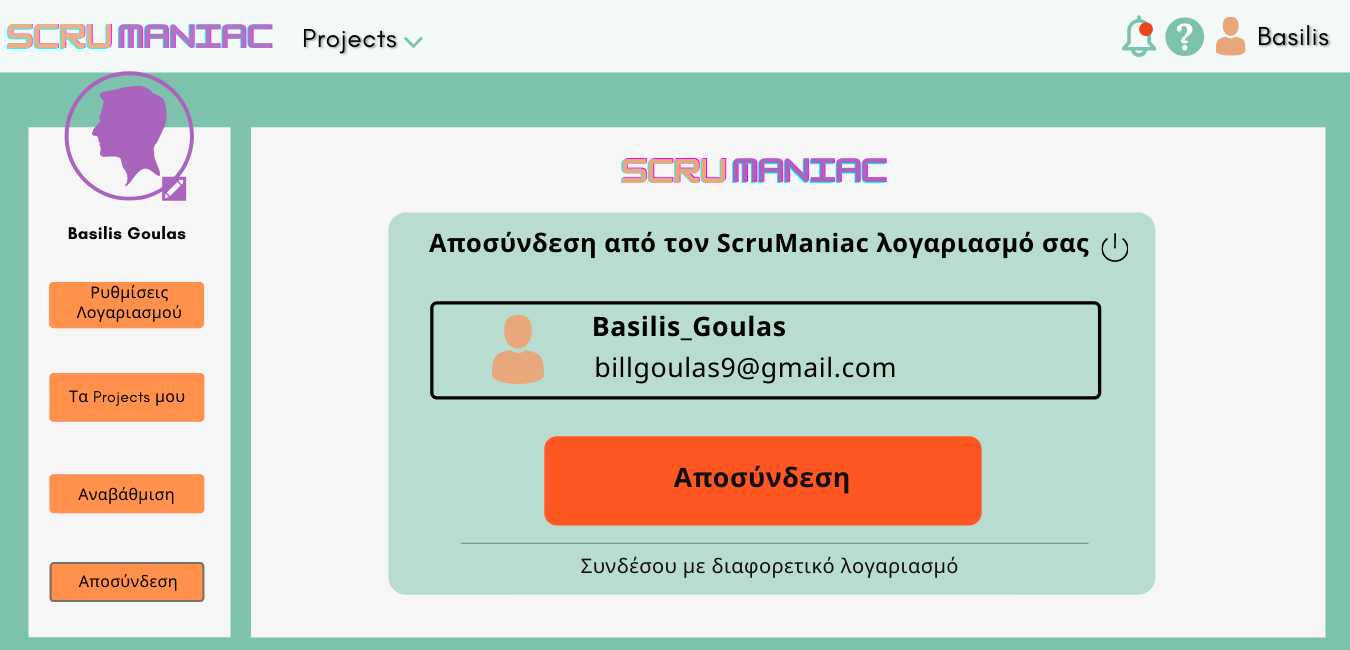 SCRUMANIAC
Projects
?
Basilis
Basilis Goulas
Ρυθμίσεις
Λογαριασμού
Τα Projects μου
Αναβάθμιση
Αποσύνδεση
SCRUMANIAC
Αποσύνδεση από τον ScruManiac λογαριασμό σας
Basilis_Goulas
billgoulas9@gmail.com
Αποσύνδεση
Συνδέσου με διαφορετικό λογαριασμό